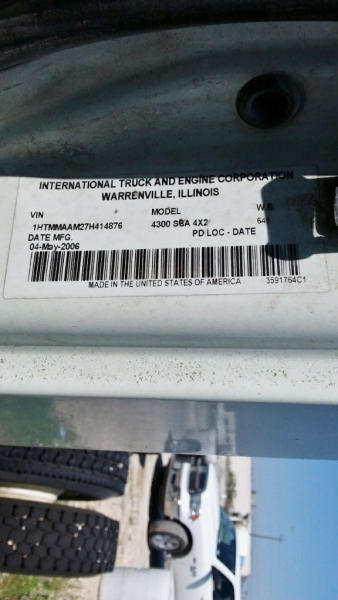 INTERNATIONAL TRUCK AND ENGINE CORPORATION
WARRENVILLE, ILLINOIS
VIN MODEL W.B.
1HTMMAAM27H414876 4300 SBA 4X2
DATE MFG. PD LOC - DATE
04-May-2006
MADE IN THE UNITED STATES OF AMERICA 3591764C1